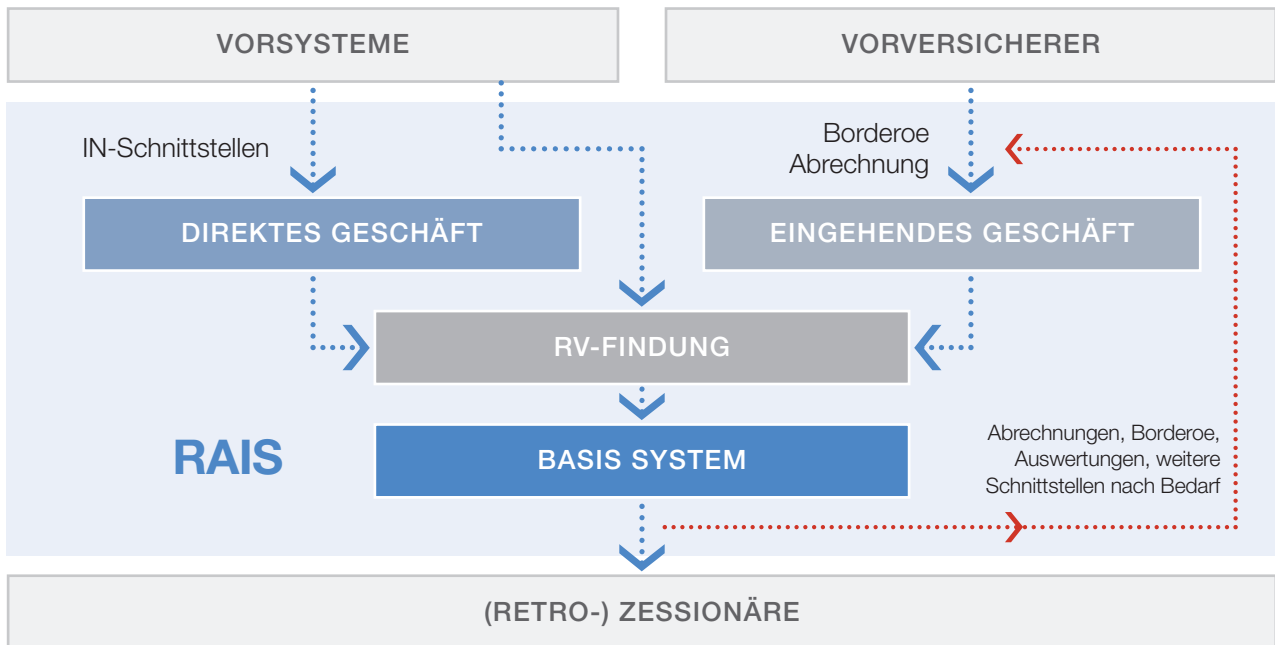 VORSYSTEME
VORVERSICHERER
IN-Schnittstellen
Borderoe
Abrechnung
DIREKTES GESCHÄFT
EINGEHENDES GESCHÄFT
RV-FINDUNG
RAIS
BASIS SYSTEM
Abrechnungen, Borderoe,
Auswertungen, weitere
Schnittstellen nach Bedarf
(RETRO-) ZESSIONÄRE